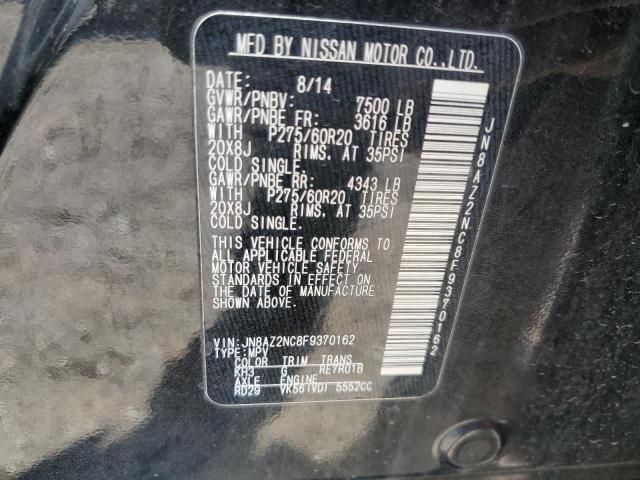 MFD BY NISSAN MOTOR CO.,LTD.
DATE: 8/14
GVWR/PNBV: 7500 LB
GAWR/PNBE FR: 3616 LB
WITH P275/60R20 TIRES
20X8J RIMS. AT 35PSI
COLD SINGLE.
GAWR/PNBE RR: 4343 LB
WITH P275/60R20 TIRES
20X8J RIMS. AT 35PSI
COLD SINGLE.
THIS VEHICLE CONFORMS TO
ALL APPLICABLE FEDERAL
MOTOR VEHICLE SAFETY
STANDARDS IN EFFECT ON
THE DATE OF MANUFACTURE
SHOWN ABOVE.
VIN:JN8AZ2NC8F9370162
TYPE:MPV
COLOR TRIM TRANS
KH3 G RE7R01B
AXLE ENGINE
RD29 VK56(VD) 5552CC
JN8AZ2NC8F9370162